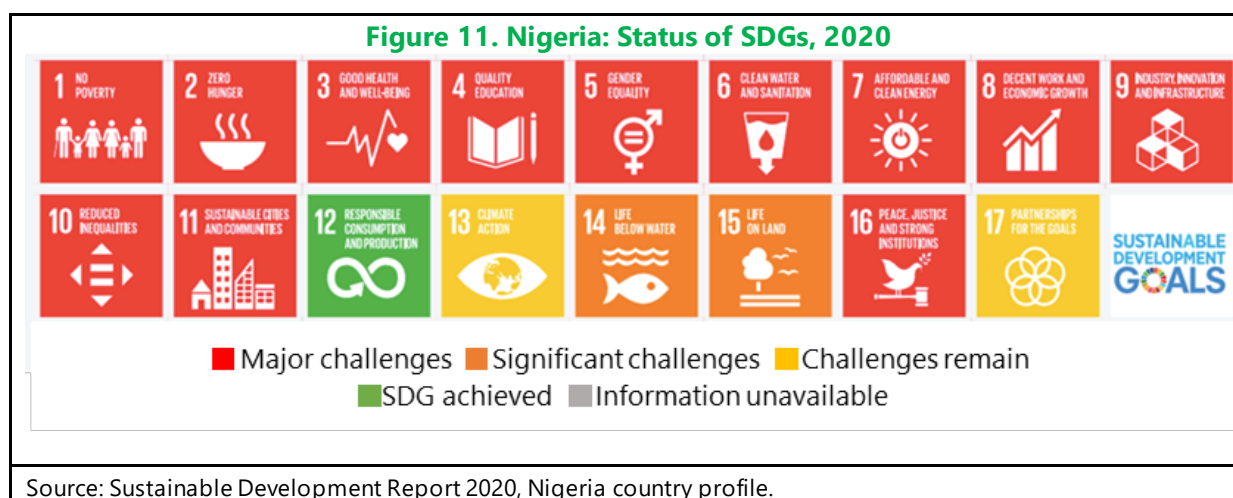 Figure 11. Nigeria: Status of SDGs, 2020
1 NO
POVERTY
2 ZERO
HUNGER
3 GOOD HEALTH
AND WELL-BEING
4 QUALITY
EDUCATION
5 GENDER
EQUALITY
6 CLEAN WATER
AND SANITATION
7 AFFORDABLE AND
CLEAN ENERGY
8 DECENT WORK AND
ECONOMIC GROWTH
9 INDUSTRY, INNOVATION
AND INFRASTRUCTURE
10 REDUCED
INEQUALITIES
11 SUSTAINABLE CITIES
AND COMMUNITIES
12 RESPONSIBLE
CONSUMPTION
AND PRODUCTION
13 CLIMATE
ACTION
14 LIFE
BELOW WATER
15 LIFE
ON LAND
16 PEACE, JUSTICE
AND STRONG
INSTITUTIONS
17 PARTNERSHIPS
FOR THE GOALS
SUSTAINABLE
DEVELOPMENT
GOALS
Major challenges Significant challenges Challenges remain
SDG achieved Information unavailable
Source: Sustainable Development Report 2020, Nigeria country profile.